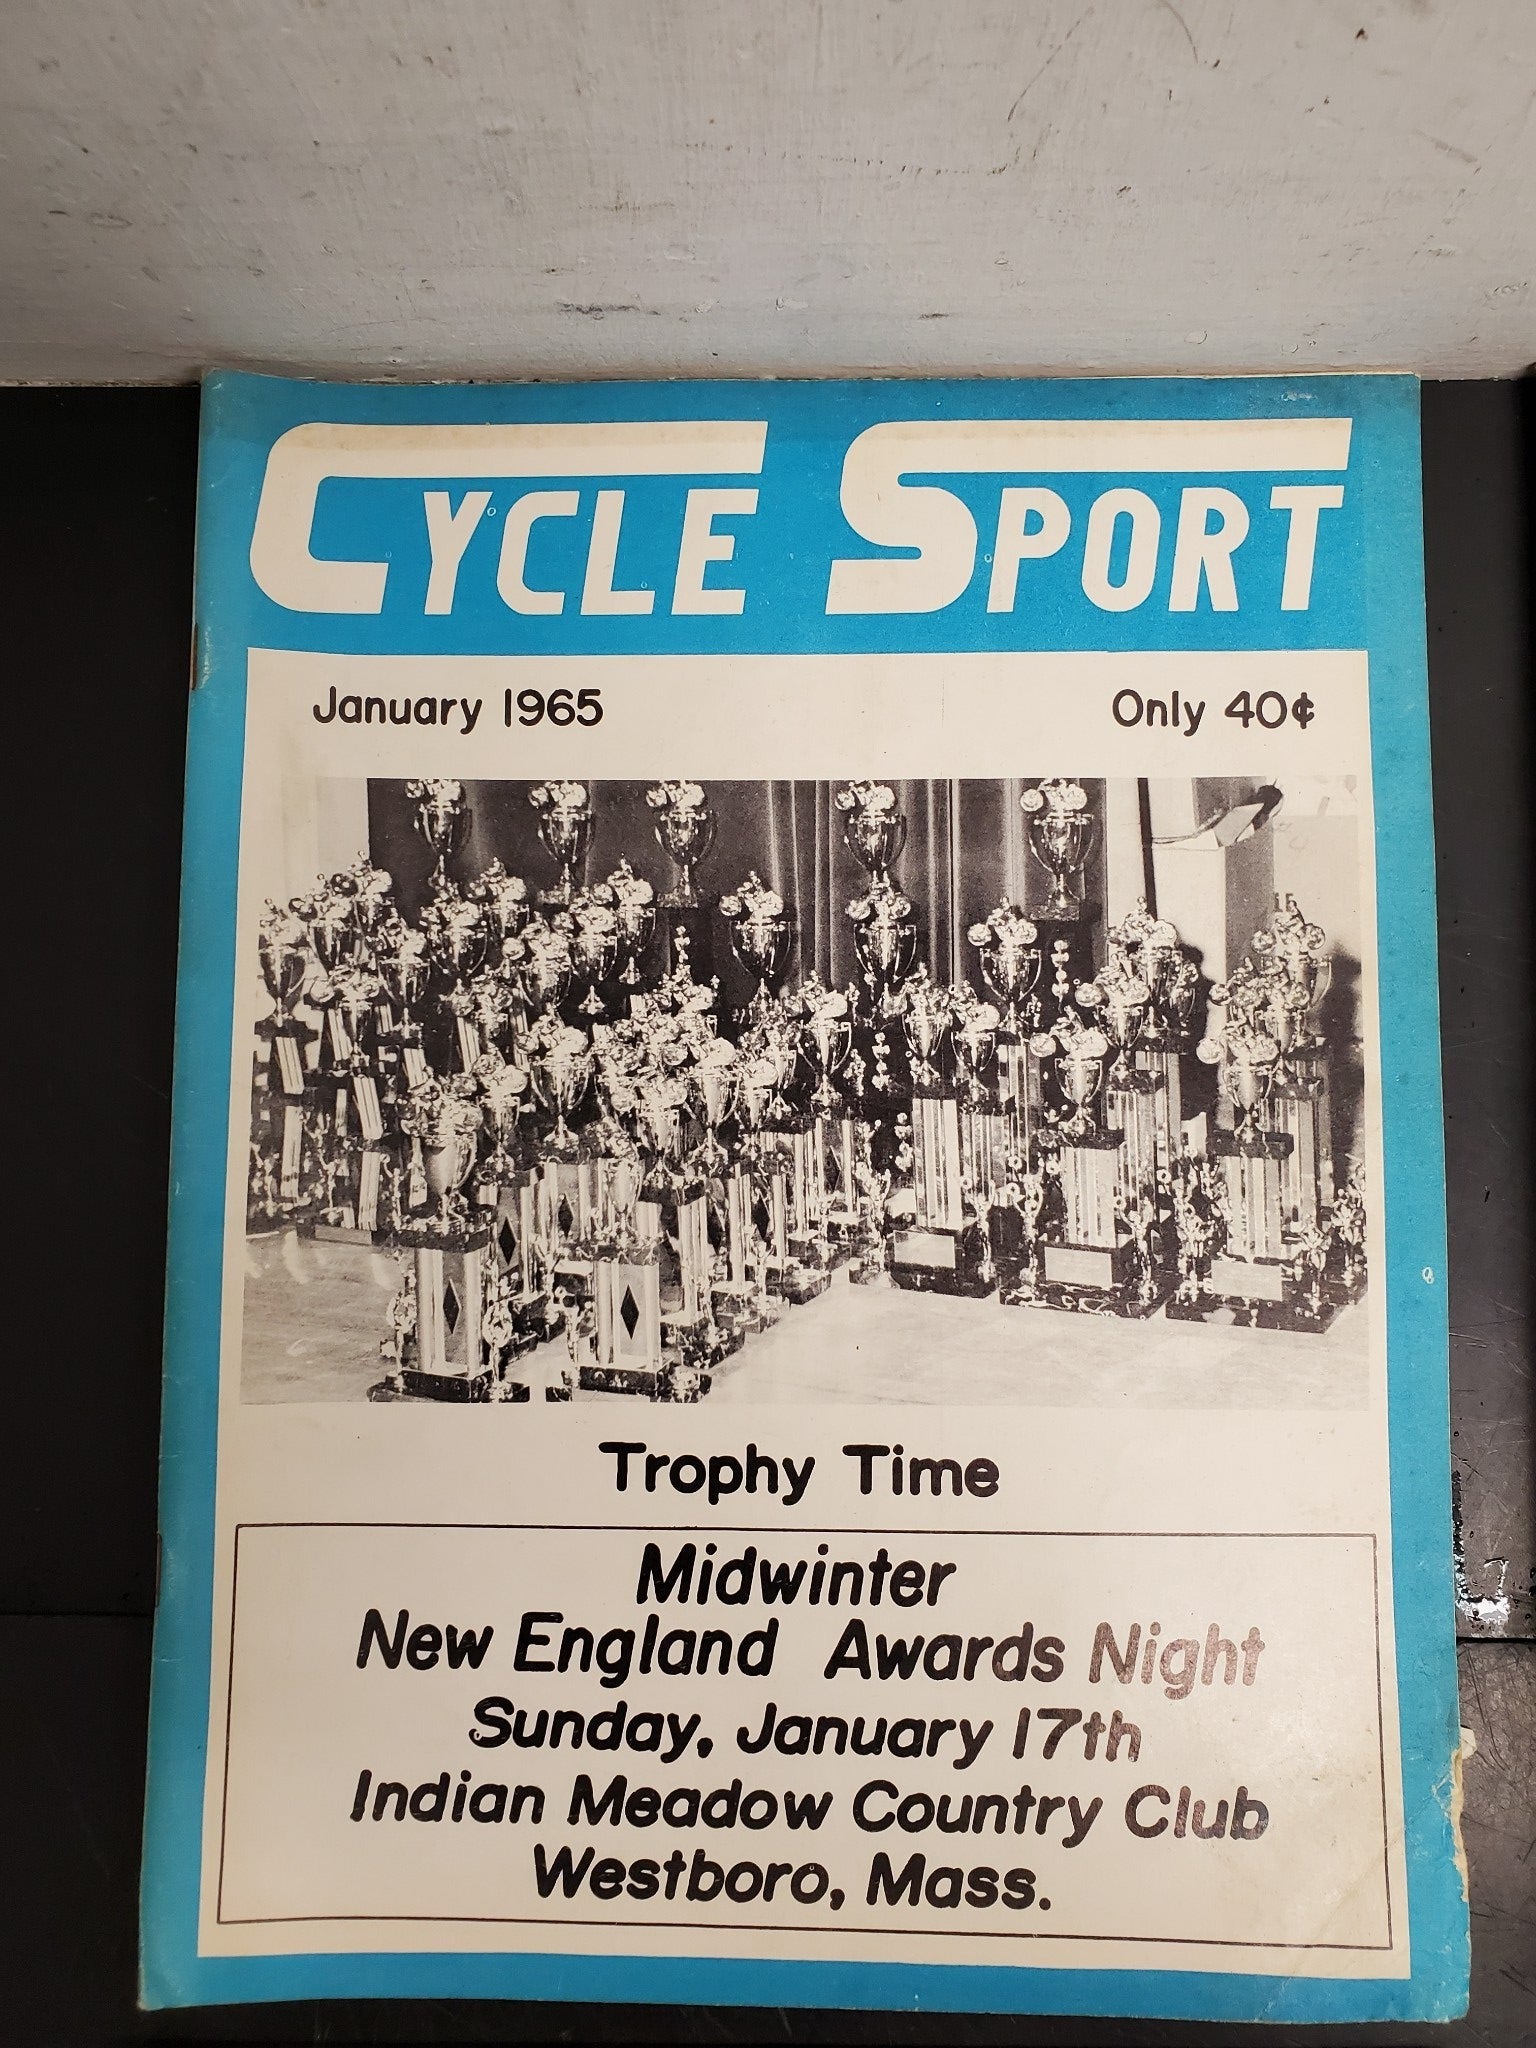 CYCLE SPORT
January 1965 Only 40¢
Trophy Time
Midwinter
New England Awards Night
Sunday, January 17th
Indian Meadow Country Club
Westboro, Mass.